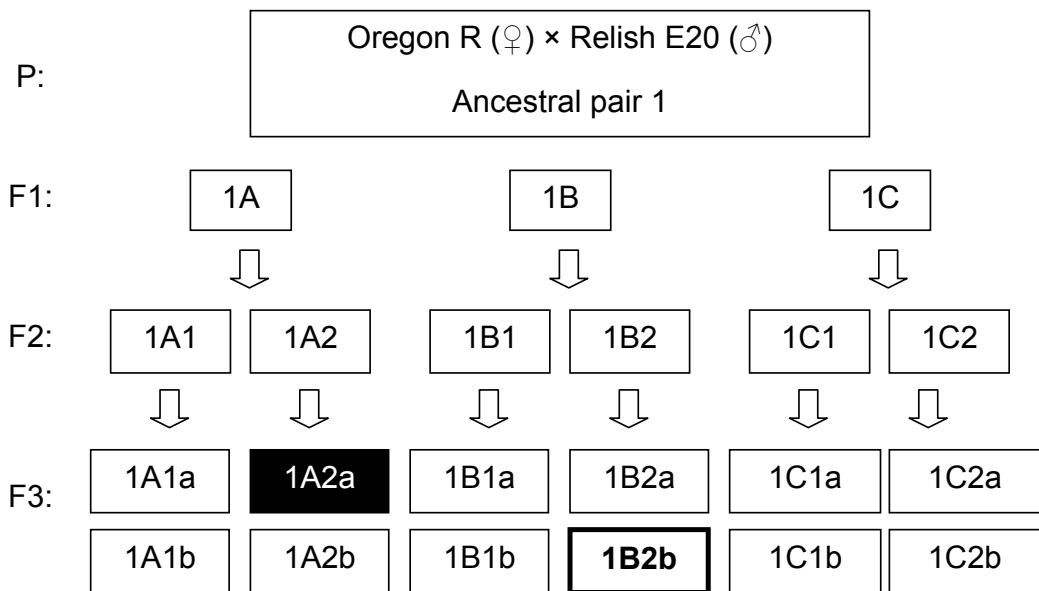 P:
Oregon R (♀) × Relish E20 (♂)
Ancestral pair 1
F1:
1A 1B 1C
F2:
1A1 1A2 1B1 1B2 1C1 1C2
F3:
1A1a 1A2a 1B1a 1B2a 1C1a 1C2a
1A1b 1A2b 1B1b 1B2b 1C1b 1C2b